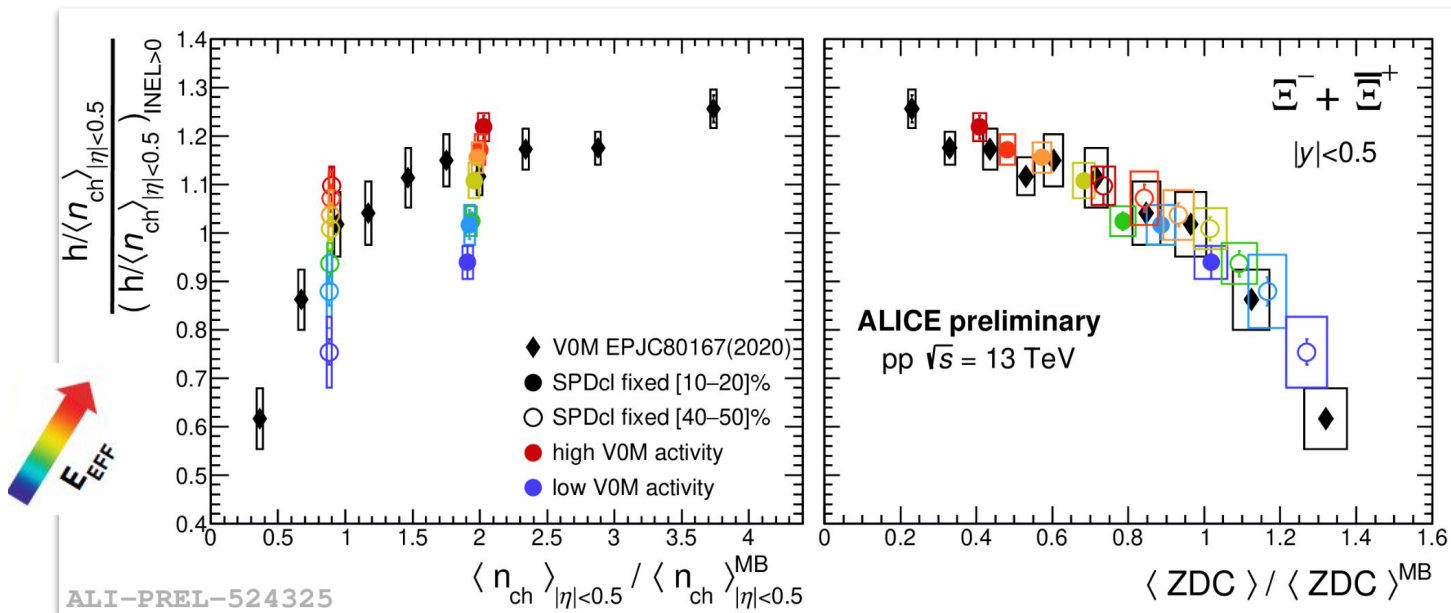 h/⟨n_ch⟩_|η|<0.5
(h/⟨n_ch⟩_|η|<0.5)_INEL>0
1.4
1.3
1.2
1.1
1
0.9
0.8
0.7
0.6
0.5
0.4
V0M EPJC80167(2020)
SPDcl fixed [10–20]%
SPDcl fixed [40–50]%
high V0M activity
low V0M activity
0 0.5 1 1.5 2 2.5 3 3.5 4
⟨n_ch⟩_|η|<0.5 / ⟨n_ch⟩^MB_|η|<0.5
E_EFF
Ξ⁻ + Ξ̅⁺
|y|<0.5
ALICE preliminary
pp √s = 13 TeV
0 0.2 0.4 0.6 0.8 1 1.2 1.4 1.6
⟨ZDC⟩ / ⟨ZDC⟩^MB
ALI−PREL−524325